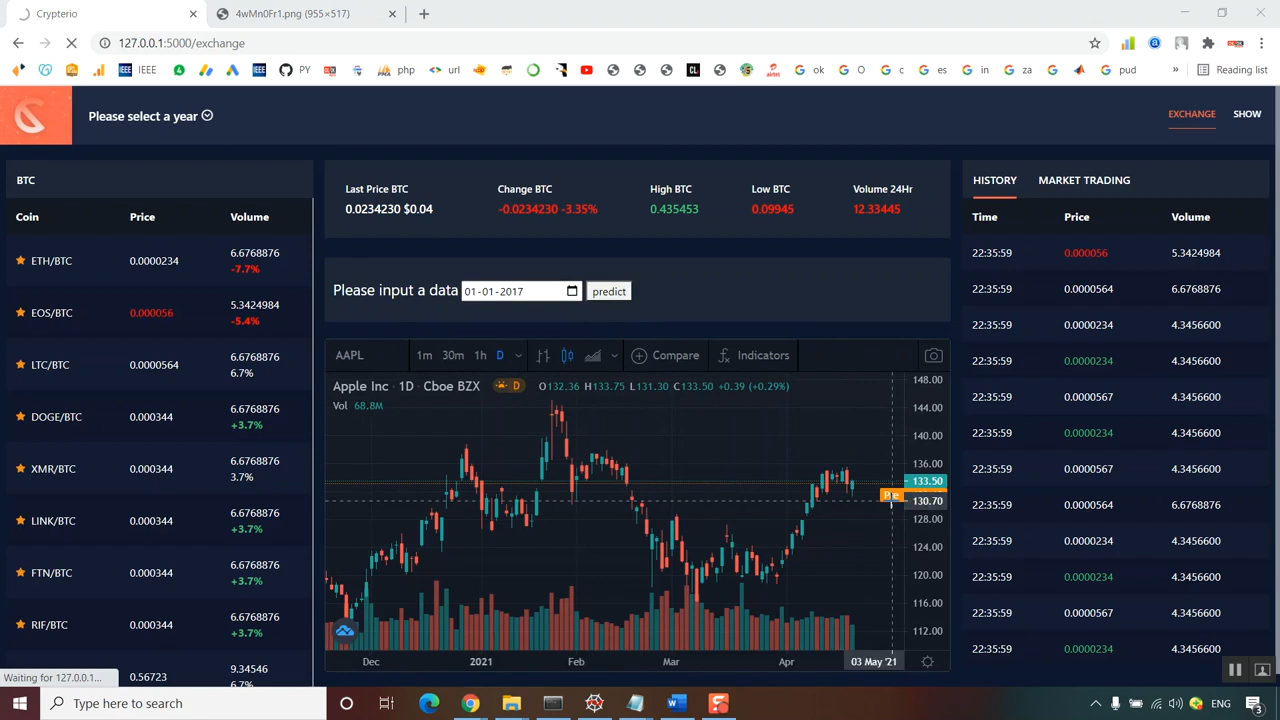 Crypterio
4wMn0Fr1.png (955×517)
127.0.0.1:5000/exchange
IEEE PY php url ok O c es in za pud » Reading list
Please select a year
EXCHANGE SHOW
BTC
Coin Price Volume
ETH/BTC 0.0000234 6.6768876
-7.7%
EOS/BTC 0.000056 5.3424984
-5.4%
LTC/BTC 0.0000564 6.6768876
6.7%
DOGE/BTC 0.000344 6.6768876
+3.7%
XMR/BTC 0.000344 6.6768876
3.7%
LINK/BTC 0.000344 6.6768876
+3.7%
FTN/BTC 0.000344 6.6768876
+3.7%
RIF/BTC 0.000344 6.6768876
+3.7%
0.56723 9.34546
6.7%
Last Price BTC Change BTC High BTC Low BTC Volume 24Hr
0.0234230 $0.04 -0.0234230 -3.35% 0.435453 0.09945 12.33445
Please input a data 01-01-2017 predict
AAPL 1m 30m 1h D Compare Indicators
Apple Inc · 1D · Cboe BZX D O132.36 H133.75 L131.30 C133.50 +0.39 (+0.29%)
Vol 68.8M
148.00
144.00
140.00
136.00
133.50
Pre
130.70
128.00
124.00
120.00
116.00
112.00
Dec 2021 Feb Mar Apr 03 May '21
HISTORY MARKET TRADING
Time Price Volume
22:35:59 0.000056 5.3424984
22:35:59 0.0000564 6.6768876
22:35:59 0.0000234 4.3456600
22:35:59 0.0000234 4.3456600
22:35:59 0.0000567 4.3456600
22:35:59 0.0000234 4.3456600
22:35:59 0.0000567 4.3456600
22:35:59 0.0000564 6.6768876
22:35:59 0.0000234 4.3456600
22:35:59 0.0000234 4.3456600
22:35:59 0.0000567 4.3456600
22:35:59 0.0000234 4.3456600
Waiting for 127.0.0.1...
Type here to search
ENG 3